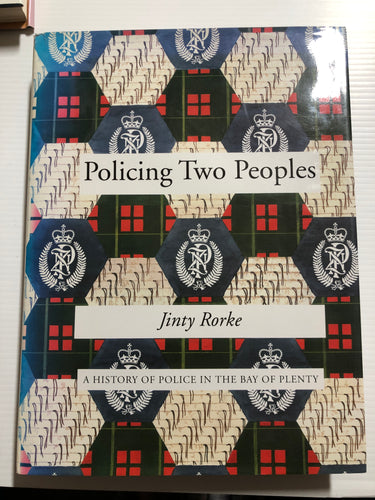 Policing Two Peoples
Jinty Rorke
A HISTORY OF POLICE IN THE BAY OF PLENTY